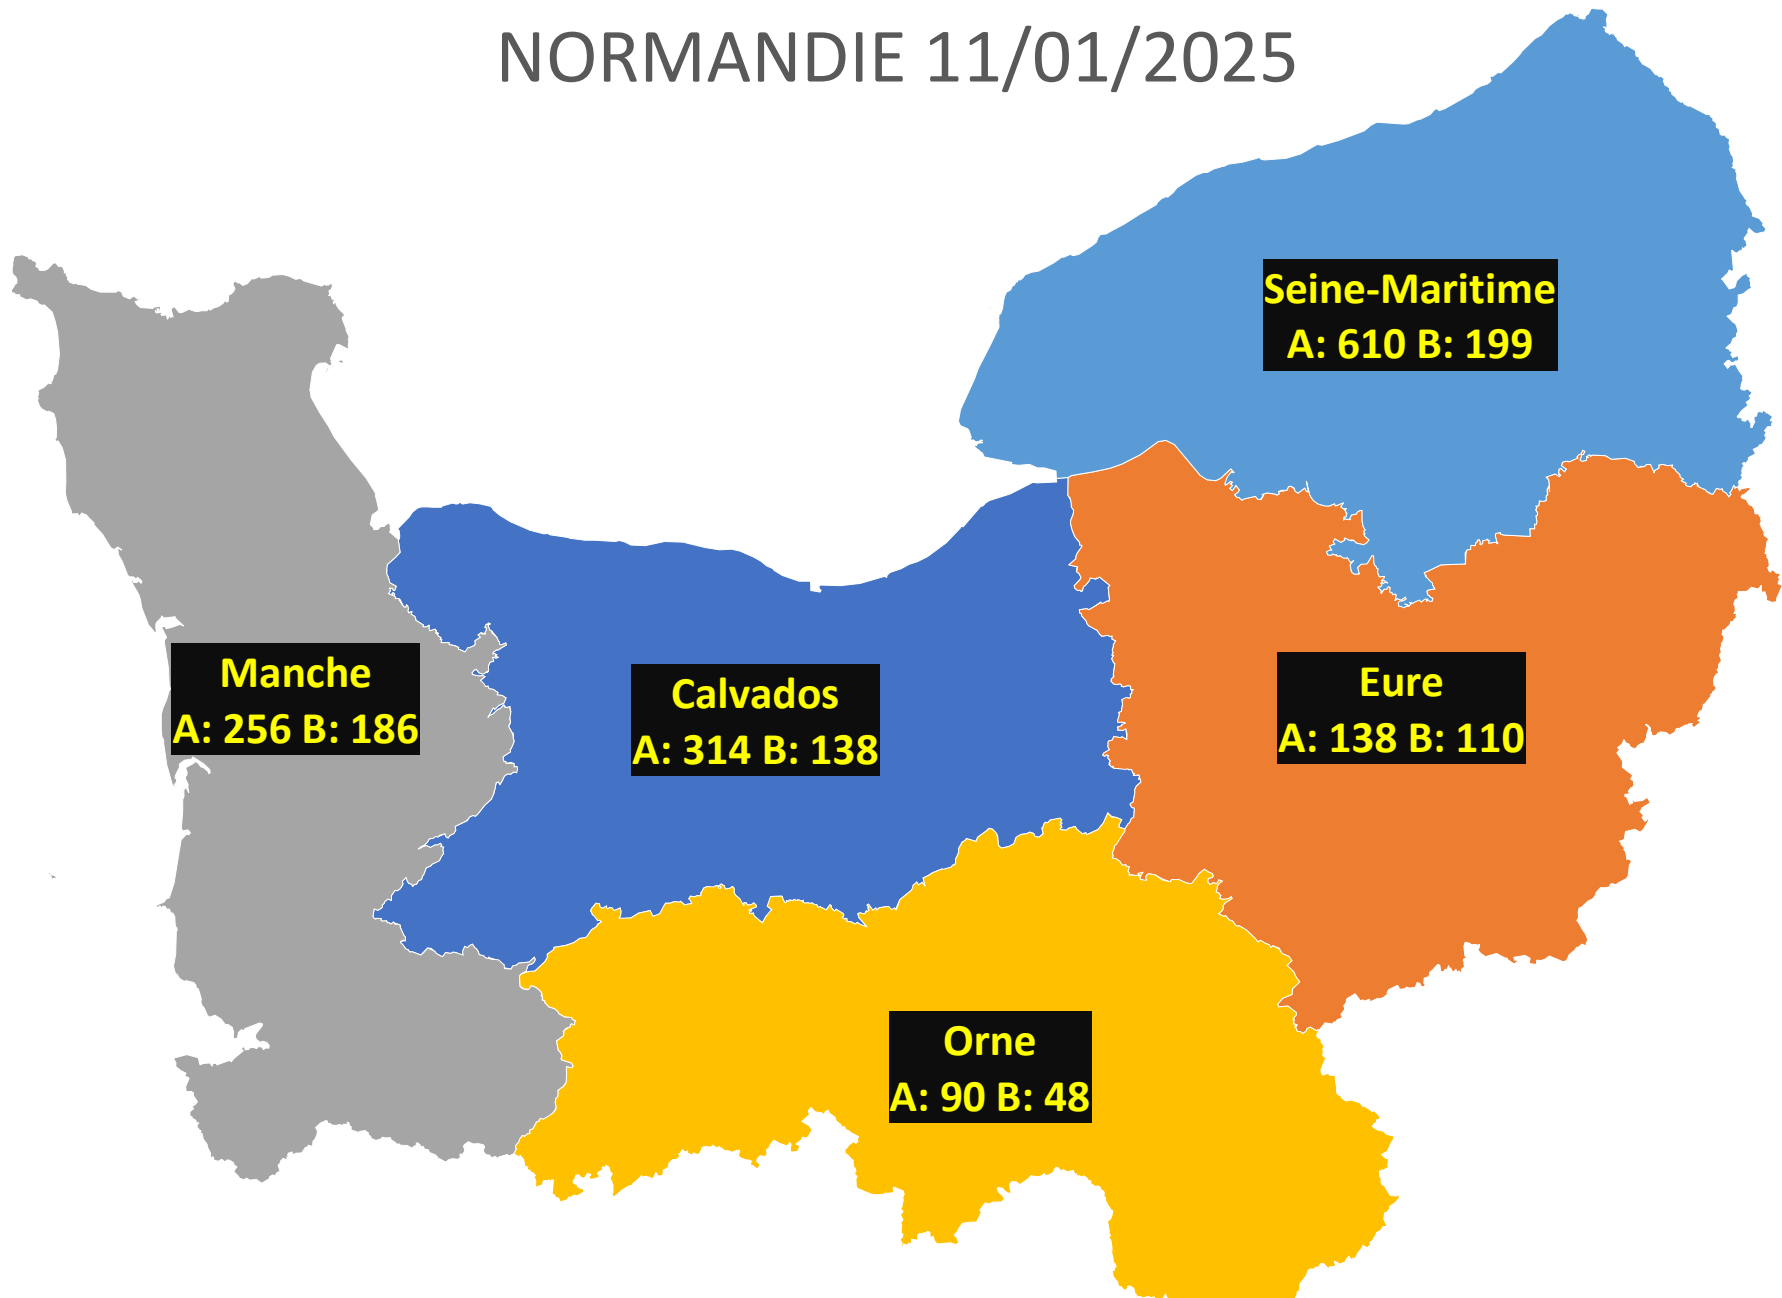 NORMANDIE 11/01/2025
Seine-Maritime
A: 610 B: 199
Manche
A: 256 B: 186
Calvados
A: 314 B: 138
Eure
A: 138 B: 110
Orne
A: 90 B: 48